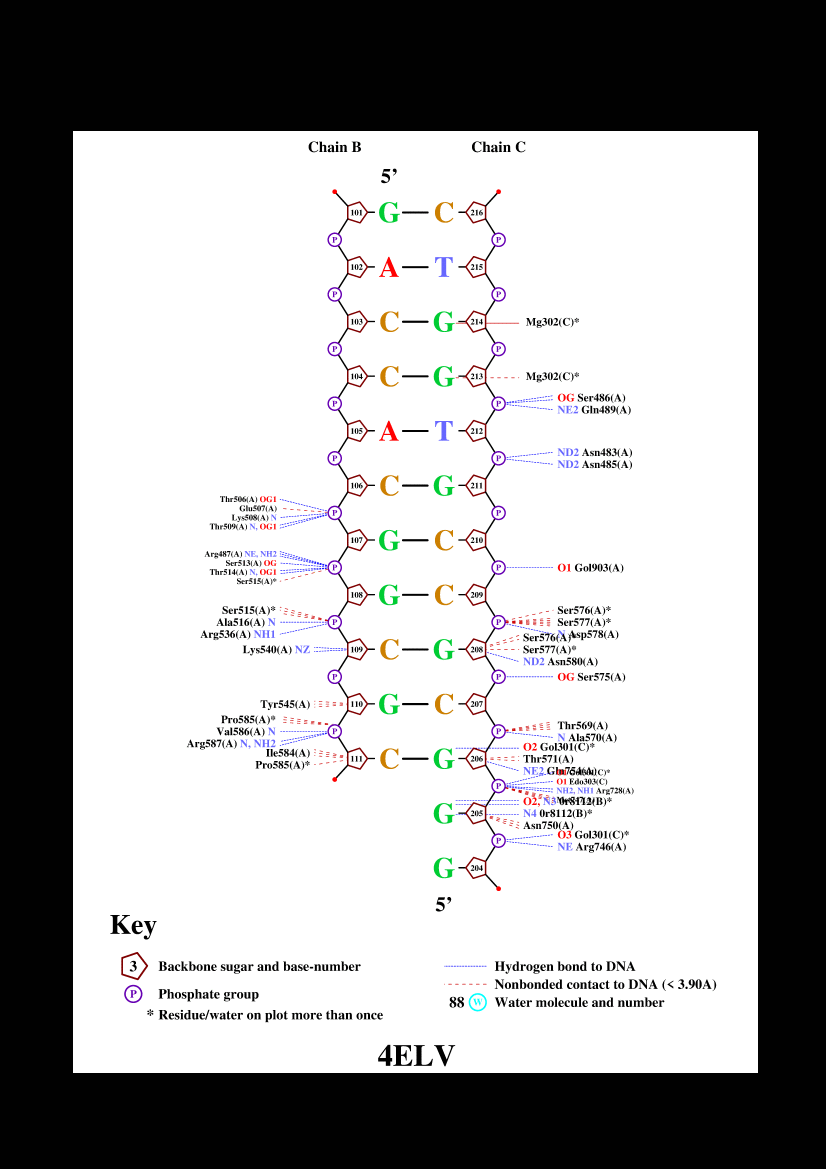 Chain B Chain C
5’
101 G C 216
P P
102 A T 215
P P
103 C G 214 Mg302(C)*
P P
104 C G 213 Mg302(C)*
P P OG Ser486(A)
NE2 Gln489(A)
105 A T 212
P P ND2 Asn483(A)
ND2 Asn485(A)
106 C G 211
Thr506(A) OG1
Glu507(A)
Lys508(A) N
Thr509(A) N, OG1
P P
107 G C 210
Arg487(A) NE, NH2
Ser513(A) OG
Thr514(A) N, OG1
Ser515(A)*
P P O1 Gol903(A)
108 G C 209
Ser515(A)* Ser576(A)*
Ala516(A) N P P Ser577(A)*
Arg536(A) NH1 N Asp578(A)
Ser576(A)*
Lys540(A) NZ 109 C G 208 Ser577(A)*
ND2 Asn580(A)
P P OG Ser575(A)
Tyr545(A) 110 G C 207
Pro585(A)* Thr569(A)
Val586(A) N P P N Ala570(A)
Arg587(A) N, NH2
O2 Gol301(C)*
Ile584(A) 111 C G 206 Thr571(A)
Pro585(A)* NE2 Gln754(A)
O1 Edo303(C)
P NH2, NH1 Arg728(A)
O2, N3 0r8112(B)*
G 205 N4 0r8112(B)*
Asn750(A)
O3 Gol301(C)*
P NE Arg746(A)
G 204
5’
Key
3 Backbone sugar and base-number
P Phosphate group
* Residue/water on plot more than once
Hydrogen bond to DNA
Nonbonded contact to DNA (< 3.90A)
88 W Water molecule and number
4ELV